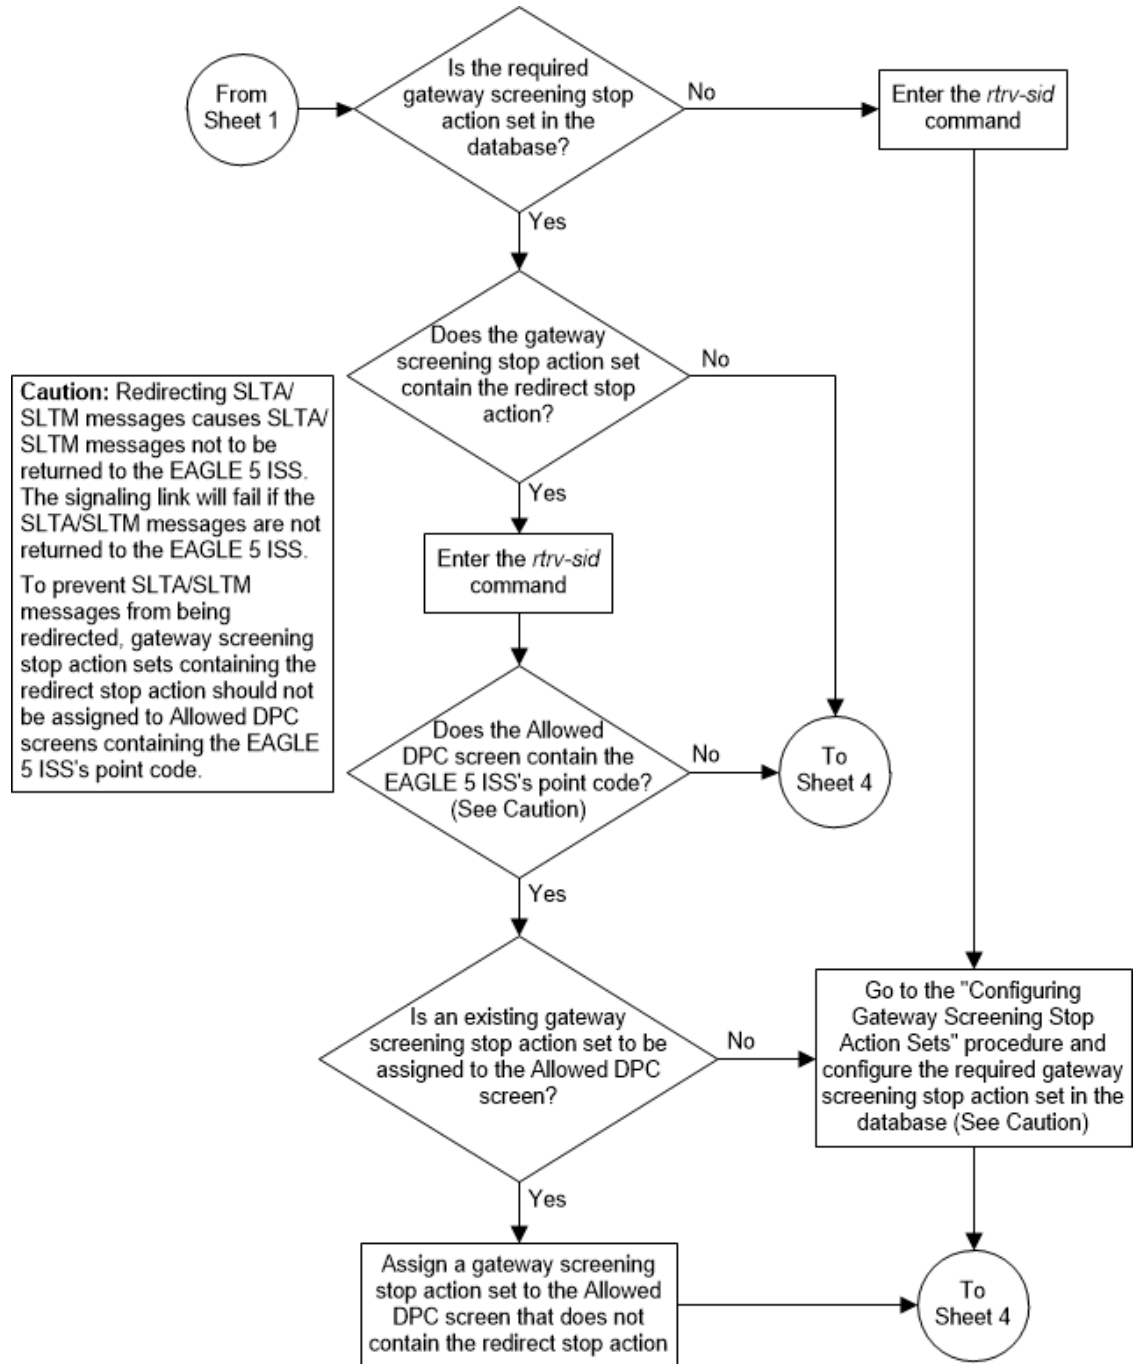 From
Sheet 1
Is the required
gateway screening stop
action set in the
database?
No
Enter the rtrv-sid
command
Yes
Does the gateway
screening stop action set
contain the redirect stop
action?
No
Caution: Redirecting SLTA/
SLTM messages causes SLTA/
SLTM messages not to be
returned to the EAGLE 5 ISS.
The signaling link will fail if the
SLTA/SLTM messages are not
returned to the EAGLE 5 ISS.
To prevent SLTA/SLTM
messages from being
redirected, gateway screening
stop action sets containing the
redirect stop action should not
be assigned to Allowed DPC
screens containing the EAGLE
5 ISS's point code.
Yes
Enter the rtrv-sid
command
Does the Allowed
DPC screen contain the
EAGLE 5 ISS's point code?
(See Caution)
No
To
Sheet 4
Yes
Is an existing gateway
screening stop action set to be
assigned to the Allowed DPC
screen?
No
Go to the "Configuring
Gateway Screening Stop
Action Sets" procedure and
configure the required gateway
screening stop action set in the
database (See Caution)
Yes
Assign a gateway screening
stop action set to the Allowed
DPC screen that does not
contain the redirect stop action
To
Sheet 4